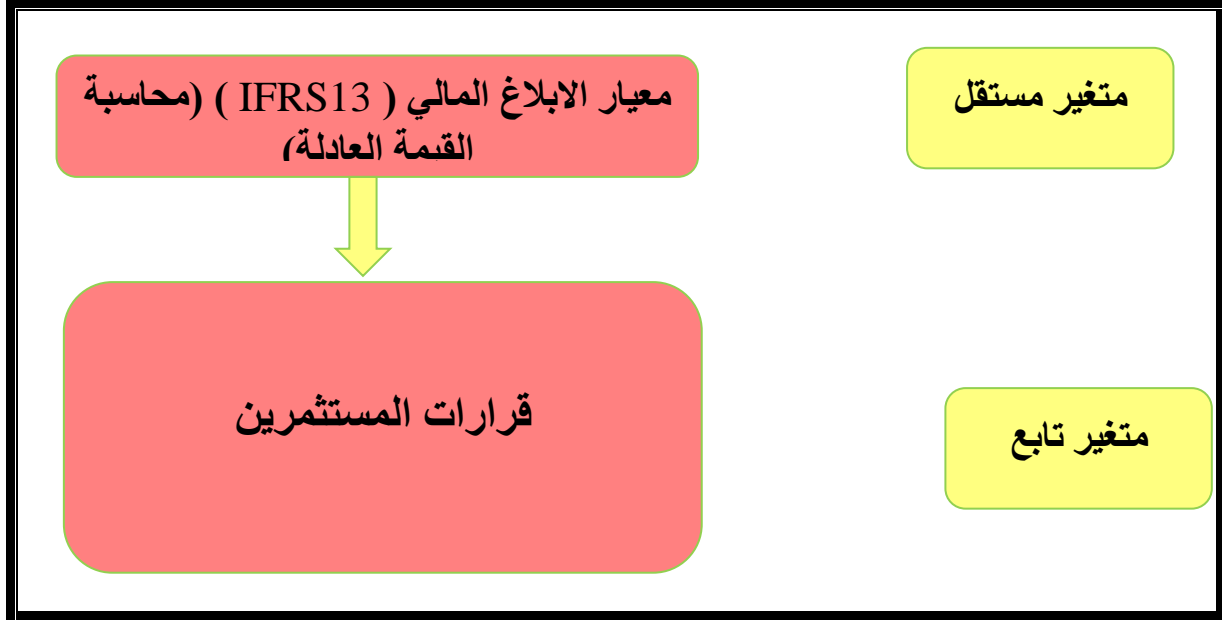 متغير مستقل
معيار الابلاغ المالي ( IFRS13 ) (محاسبة
القيمة العادلة)
قرارات المستثمرين
متغير تابع